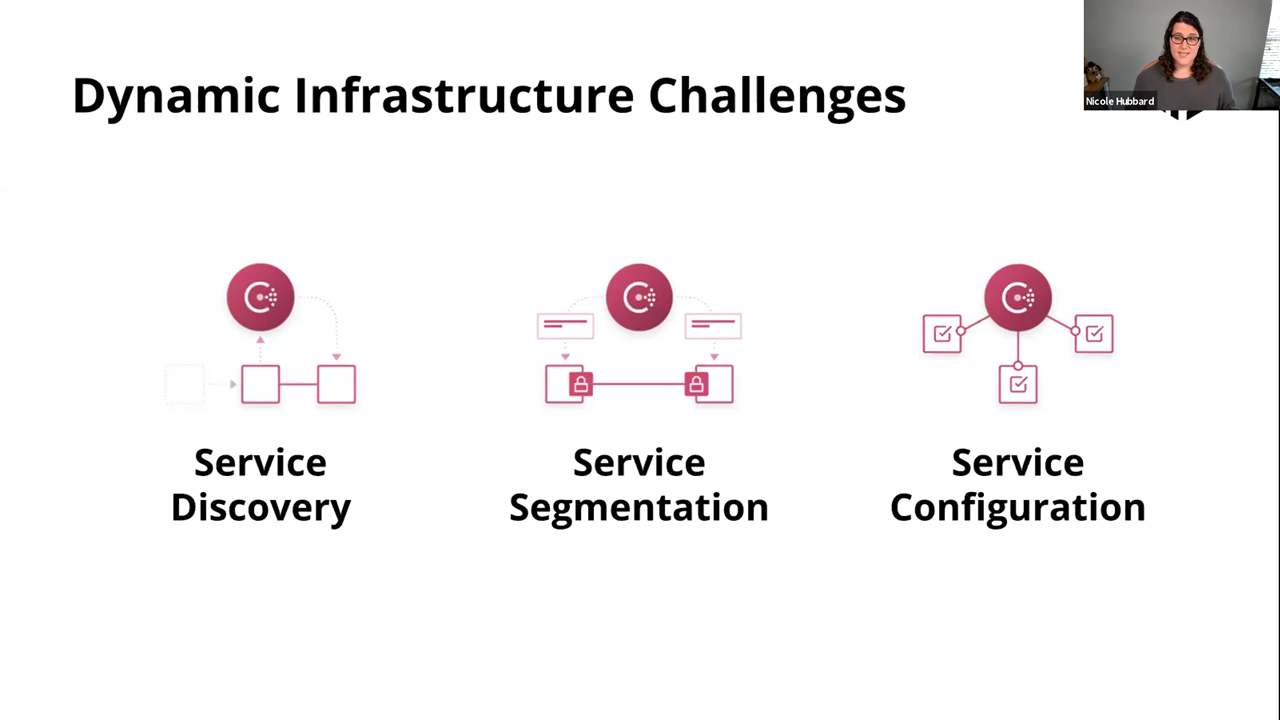 Dynamic Infrastructure Challenges
Nicole Hubbard
Service
Discovery
Service
Segmentation
Service
Configuration